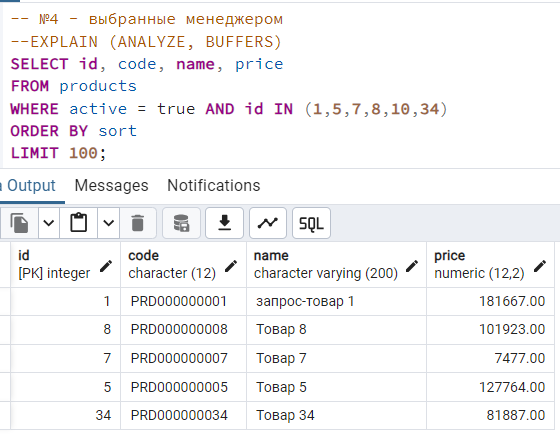 -- №4 - выбранные менеджером
--EXPLAIN (ANALYZE, BUFFERS)
SELECT id, code, name, price
FROM products
WHERE active = true AND id IN (1,5,7,8,10,34)
ORDER BY sort
LIMIT 100;
Output Messages Notifications
SQL
id code name price
[PK] integer character (12) character varying (200) numeric (12,2)
1 PRD000000001 запрос-товар 1 181667.00
8 PRD000000008 Товар 8 101923.00
7 PRD000000007 Товар 7 7477.00
5 PRD000000005 Товар 5 127764.00
34 PRD000000034 Товар 34 81887.00